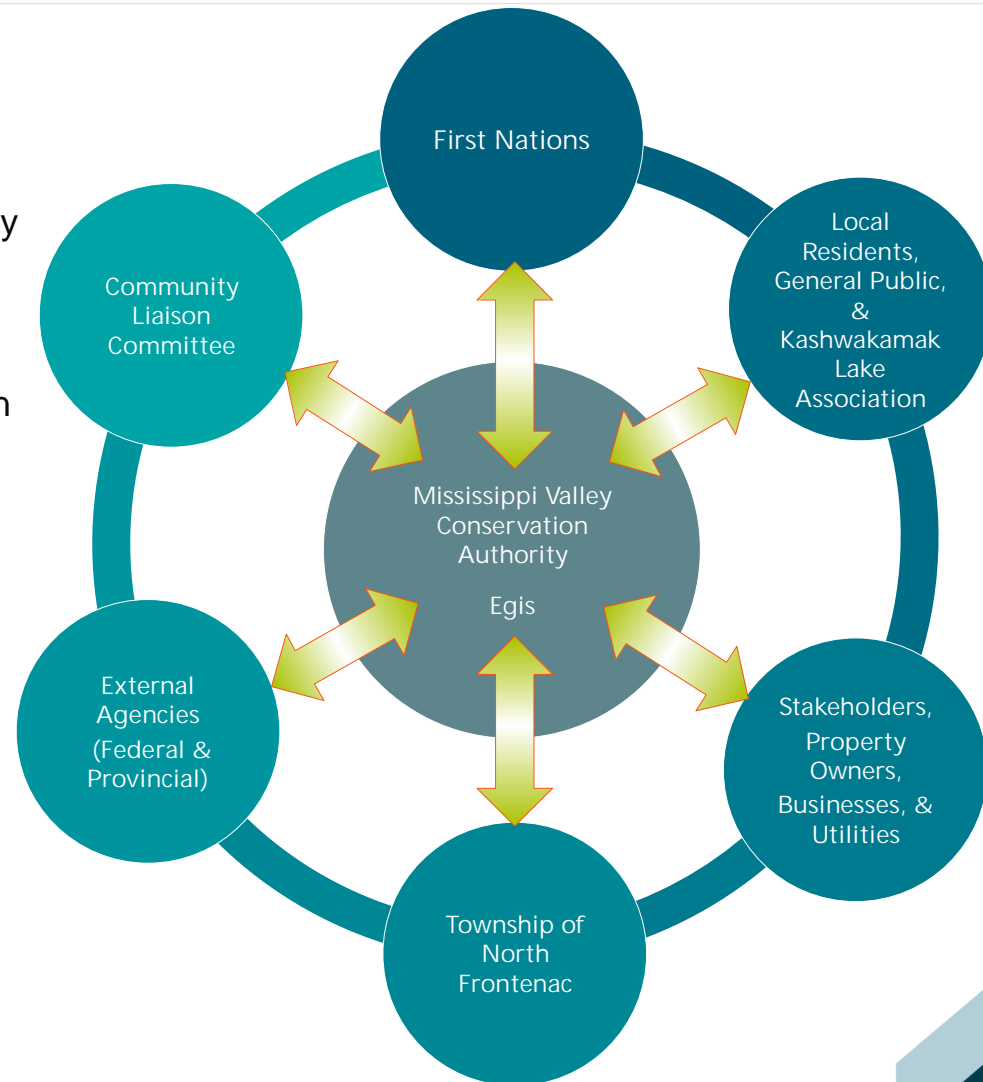 First Nations
y
Community
Liaison
Committee
Local
Residents,
General Public,
&
Kashwakamak
Lake
Association
n
Mississippi Valley
Conservation
Authority
Egis
External
Agencies
(Federal &
Provincial)
Stakeholders,
Property
Owners,
Businesses, &
Utilities
Township of
North
Frontenac